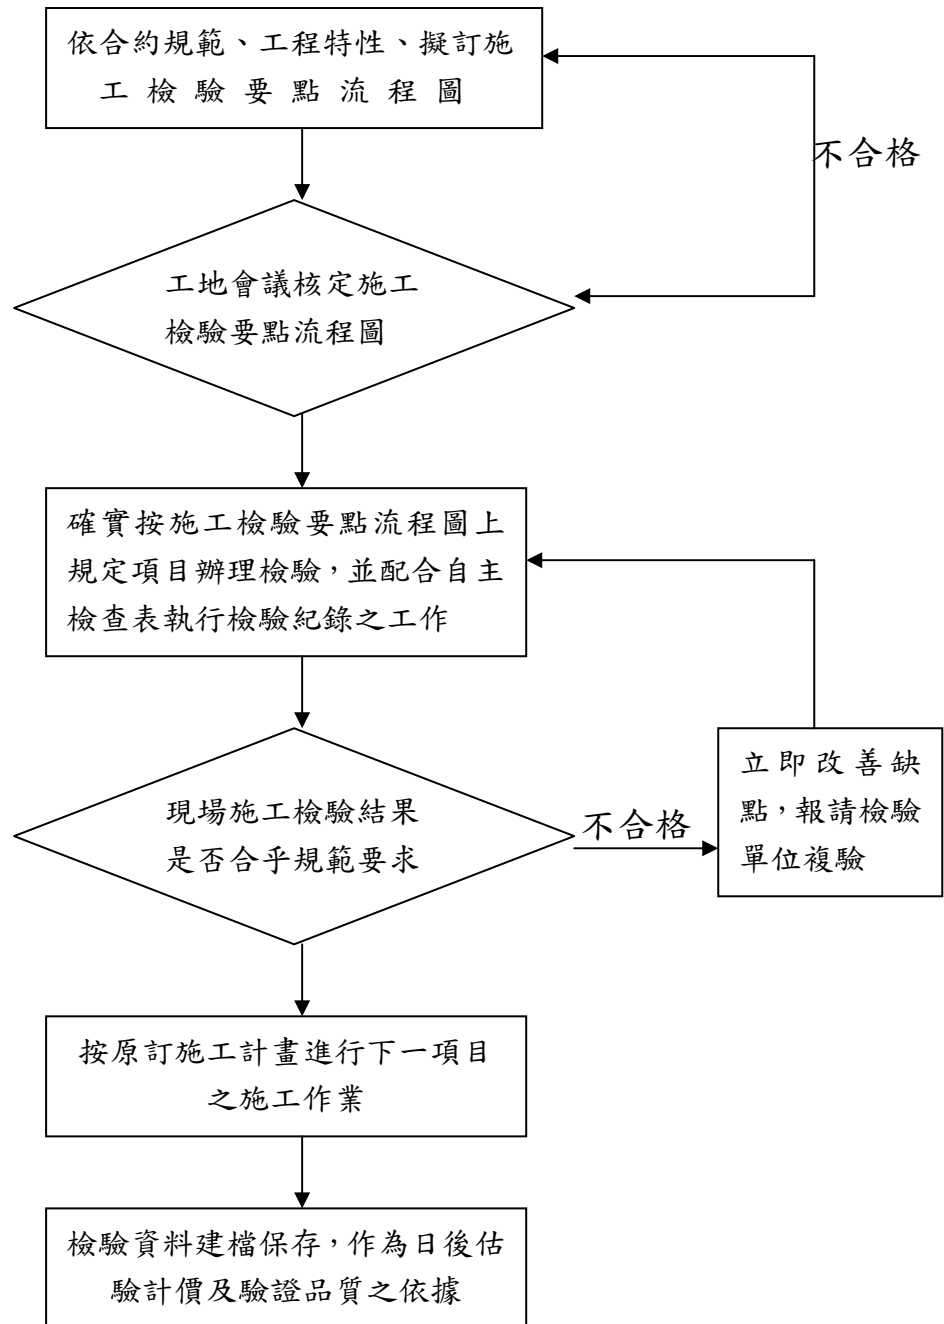 依合約規範、工程特性、擬訂施
工檢驗要點流程圖
不合格
工地會議核定施工
檢驗要點流程圖
確實按施工檢驗要點流程圖上
規定項目辦理檢驗，並配合自主
檢查表執行檢驗紀錄之工作
現場施工檢驗結果
是否合乎規範要求
不合格
立即改善缺
點，報請檢驗
單位複驗
按原訂施工計畫進行下一項目
之施工作業
檢驗資料建檔保存，作為日後估
驗計價及驗證品質之依據